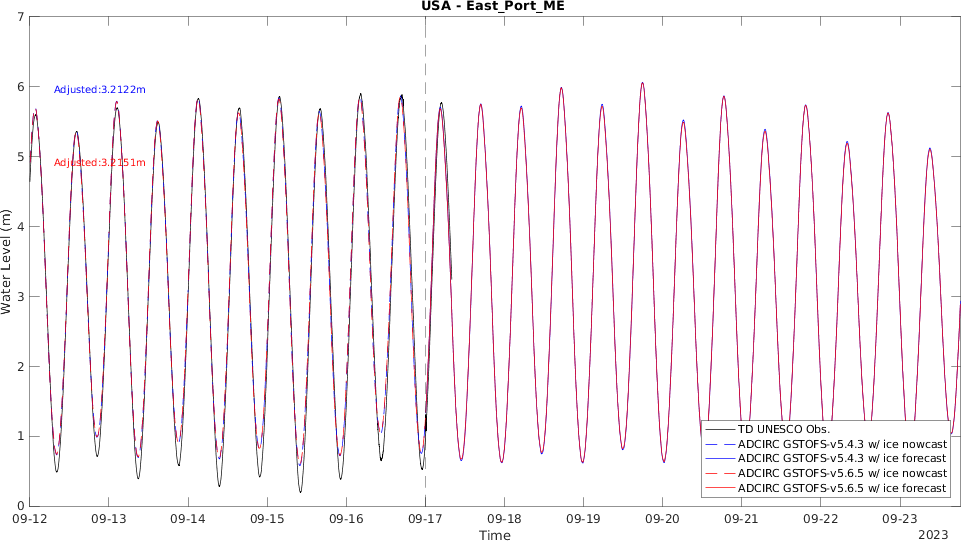 USA - East_Port_ME
7
6
5
4
3
2
1
0
Water Level (m)
Adjusted:3.2122m
Adjusted:3.2151m
TD UNESCO Obs.
ADCIRC GSTOFS-v5.4.3 w/ ice nowcast
ADCIRC GSTOFS-v5.4.3 w/ ice forecast
ADCIRC GSTOFS-v5.6.5 w/ ice nowcast
ADCIRC GSTOFS-v5.6.5 w/ ice forecast
09-12 09-13 09-14 09-15 09-16 09-17 09-18 09-19 09-20 09-21 09-22 09-23
Time
2023